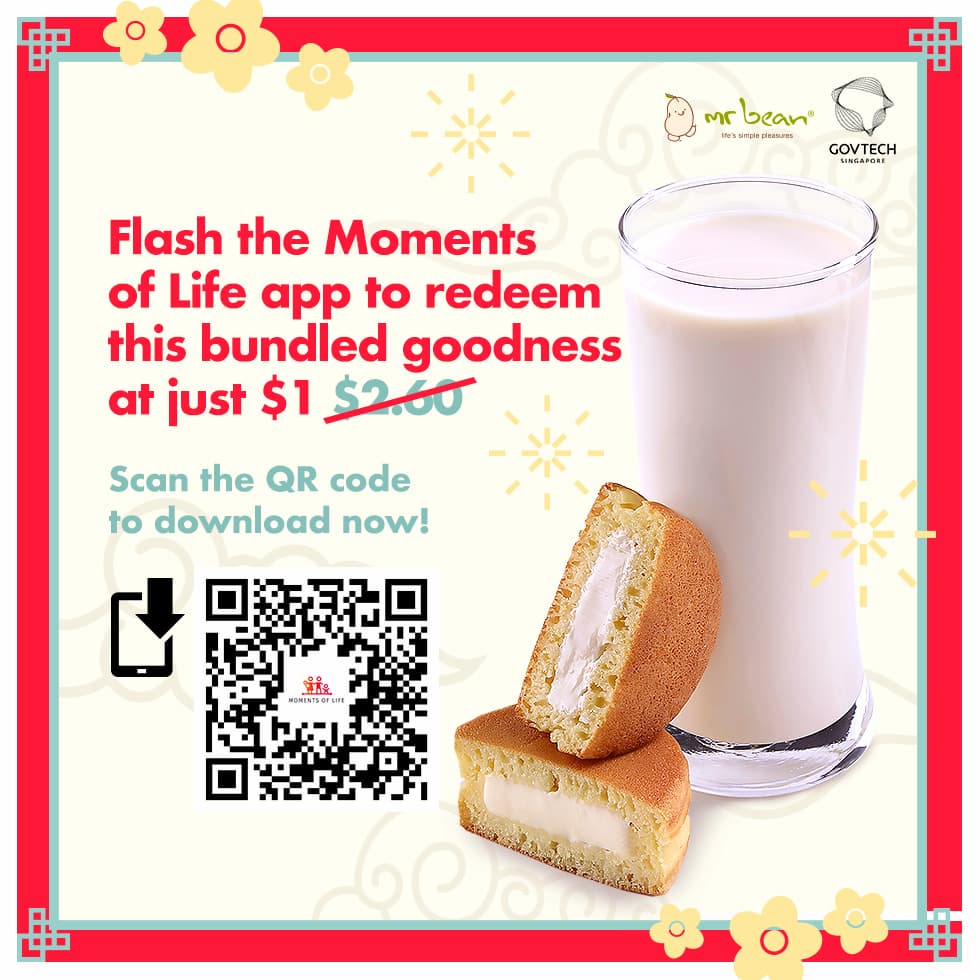 mr bean®
life's simple pleasures
GOVTECH
SINGAPORE
Flash the Moments
of Life app to redeem
this bundled goodness
at just $1 $2.60
Scan the QR code
to download now!
MOMENTS OF LIFE